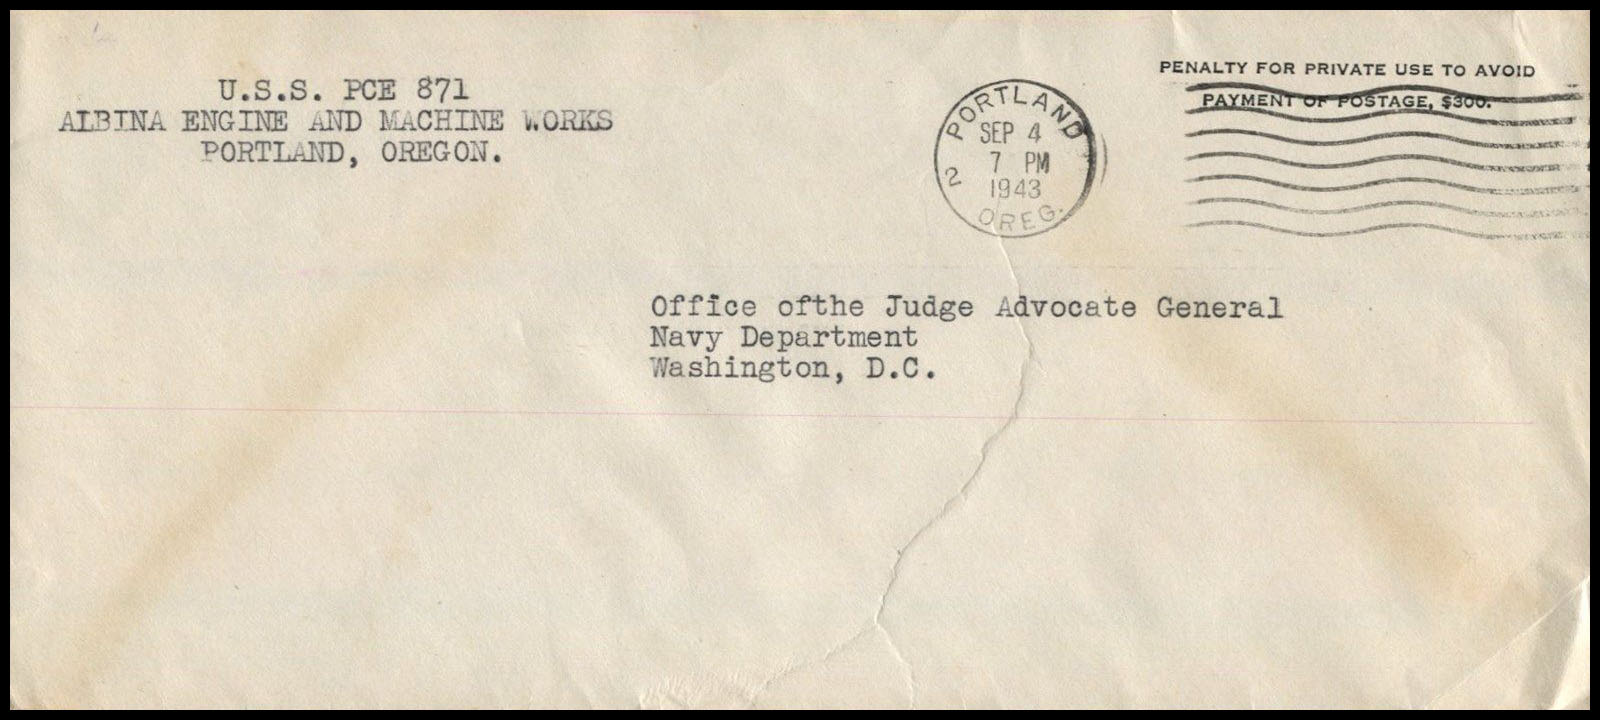 U.S.S. PCE 871
ALBINA ENGINE AND MACHINE WORKS
PORTLAND, OREGON.
PORTLAND
SEP 4
7 PM
1943
2
OREG.
PENALTY FOR PRIVATE USE TO AVOID
PAYMENT OF POSTAGE, $300.
Office ofthe Judge Advocate General
Navy Department
Washington, D.C.